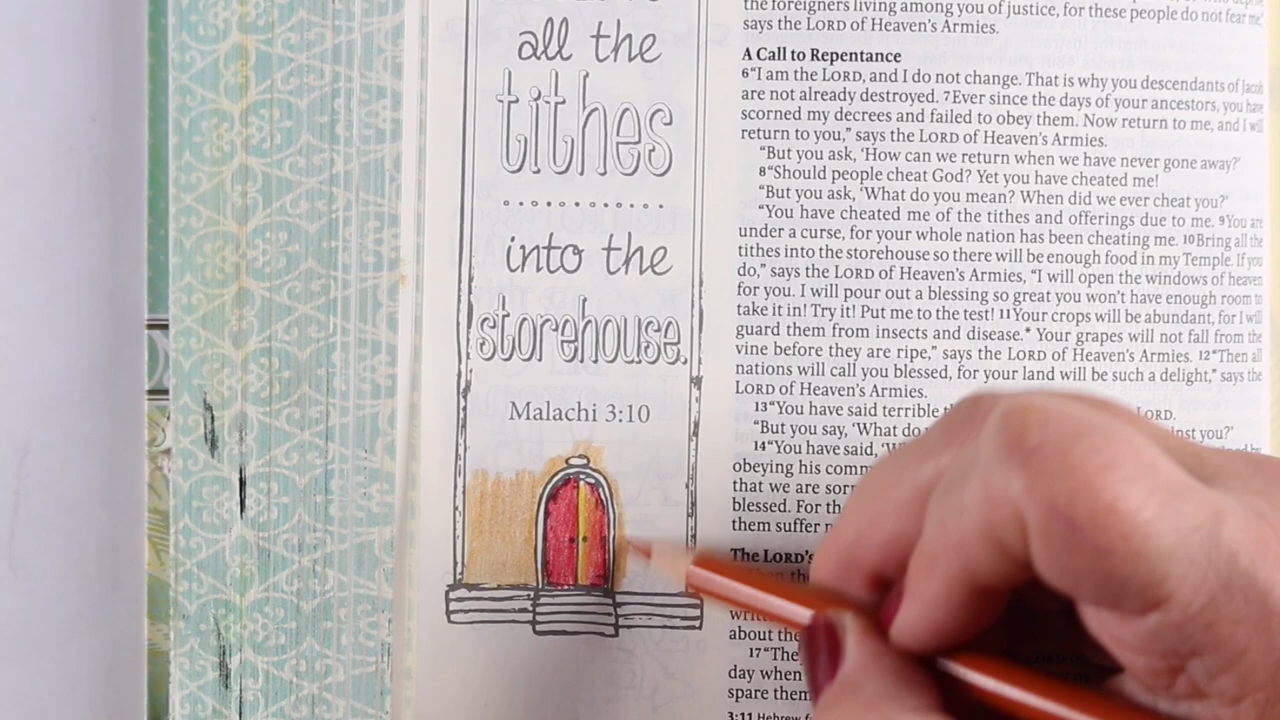 all the
tithes
into the
storehouse.
Malachi 3:10
the foreigners living among you of justice, for these people do not fear me,"
says the LORD of Heaven's Armies.
A Call to Repentance
6“I am the LORD, and I do not change. That is why you descendants of Jacob
are not already destroyed. 7Ever since the days of your ancestors, you have
scorned my decrees and failed to obey them. Now return to me, and I will
return to you,” says the LORD of Heaven's Armies.
“But you ask, ‘How can we return when we have never gone away?’
8“Should people cheat God? Yet you have cheated me!
“But you ask, ‘What do you mean? When did we ever cheat you?’
“You have cheated me of the tithes and offerings due to me. 9You are
under a curse, for your whole nation has been cheating me. 10Bring all the
tithes into the storehouse so there will be enough food in my Temple. If you
do,” says the LORD of Heaven's Armies, “I will open the windows of heaven
for you. I will pour out a blessing so great you won't have enough room to
take it in! Try it! Put me to the test! 11Your crops will be abundant, for I will
guard them from insects and disease.* Your grapes will not fall from the
vine before they are ripe,” says the LORD of Heaven's Armies. 12“Then all
nations will call you blessed, for your land will be such a delight,” says the
LORD of Heaven's Armies.
13“You have said terrible LORD.
“But you say, ‘What do against you?’
14“You have said,
obeying his
that we are
blessed. For
them suffer
The LORD's
about the
17“They
day when
spare them
3:11 Hebrew